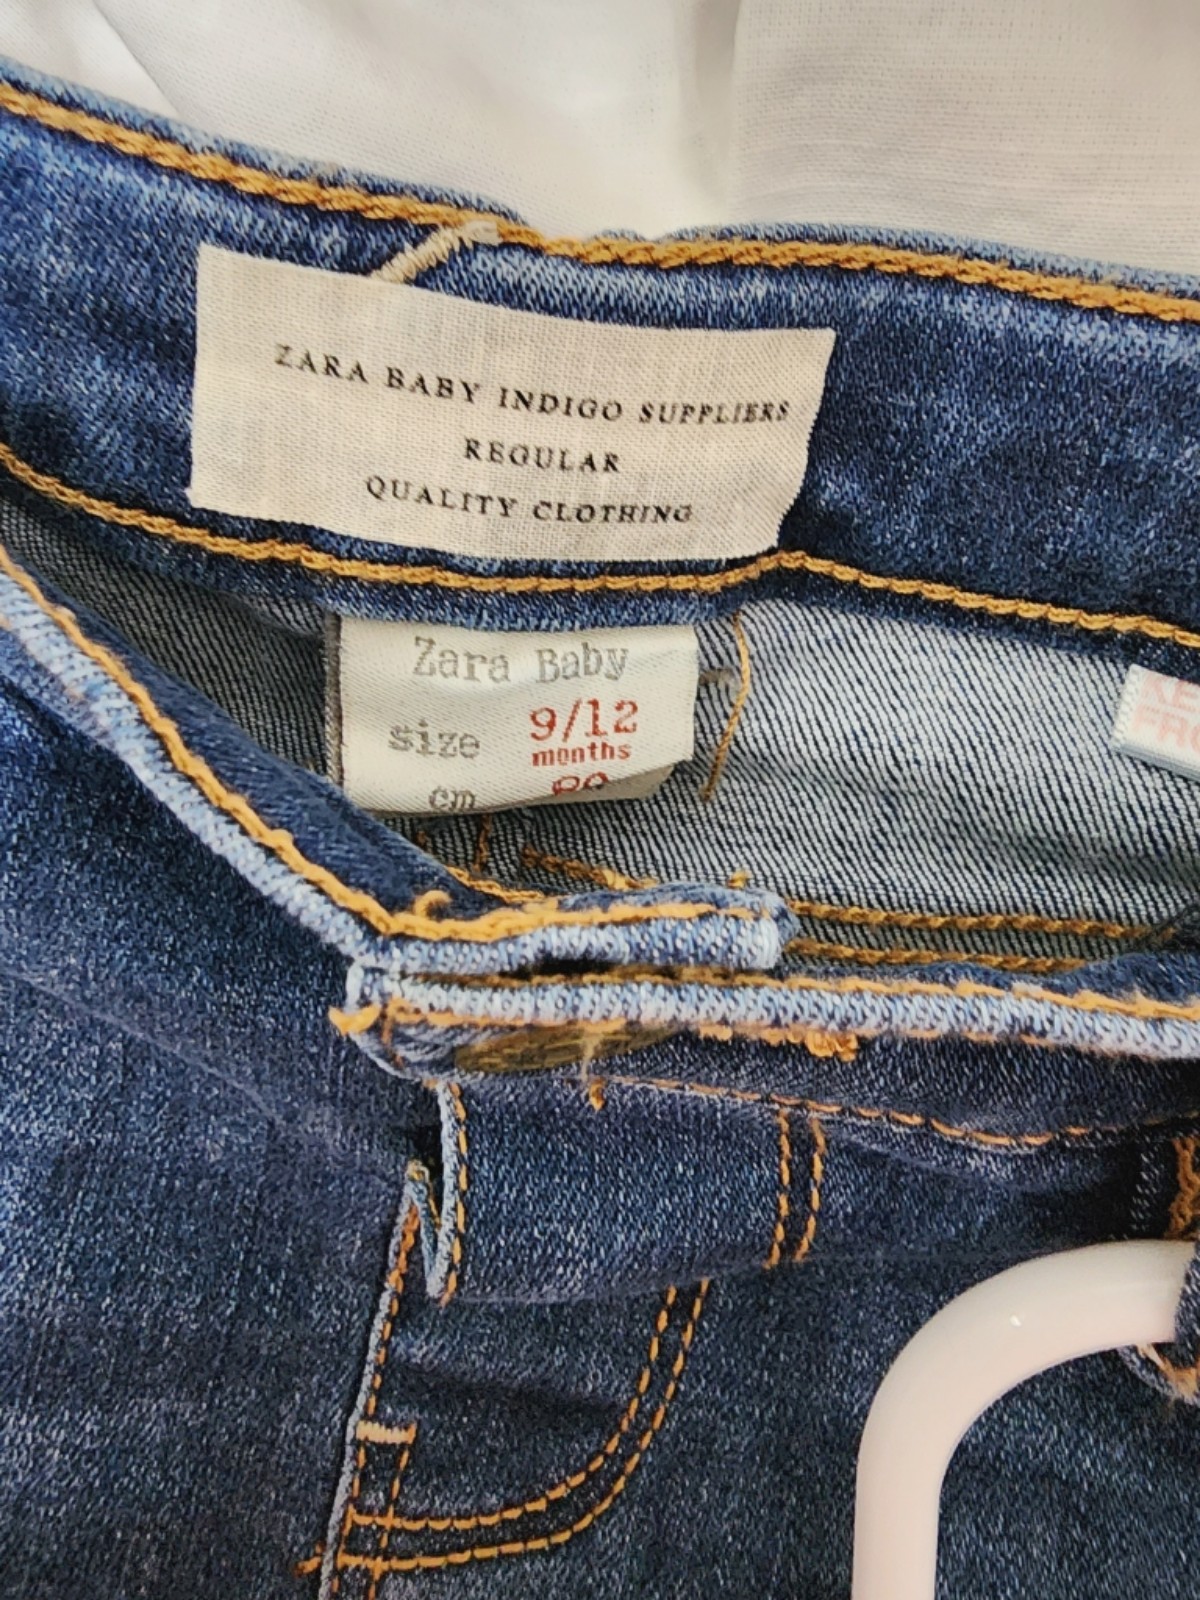 ZARA BABY INDIGO SUPPLIERS
REGULAR
QUALITY CLOTHING
Zara Baby
size 9/12
months
cm